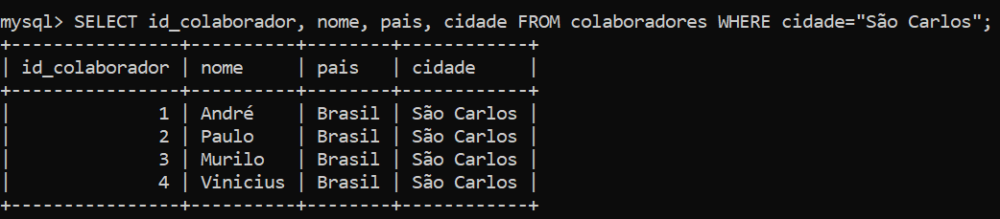 mysql> SELECT id_colaborador, nome, pais, cidade FROM colaboradores WHERE cidade="São Carlos";
+----------------+----------+--------+------------+
| id_colaborador | nome     | pais   | cidade     |
+----------------+----------+--------+------------+
|              1 | André    | Brasil | São Carlos |
|              2 | Paulo    | Brasil | São Carlos |
|              3 | Murilo   | Brasil | São Carlos |
|              4 | Vinicius | Brasil | São Carlos |
+----------------+----------+--------+------------+